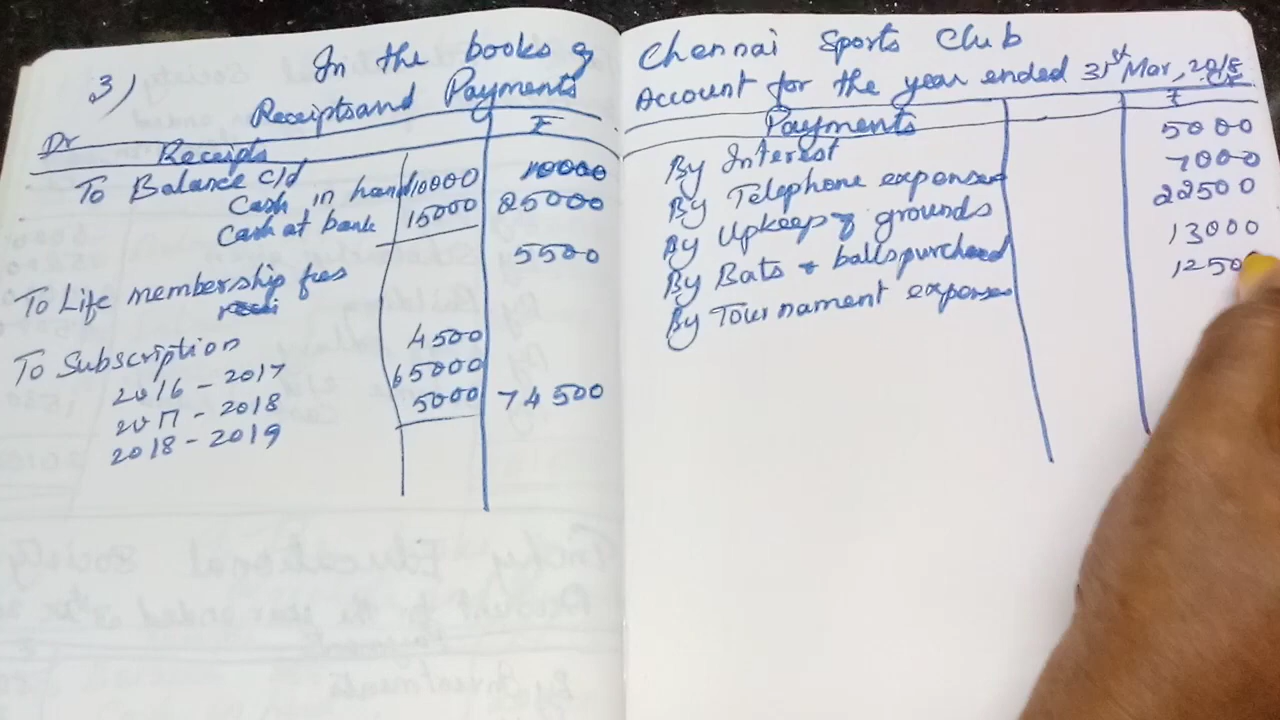 3) In the books of Chennai Sports Club
Receipts and Payments Account for the year ended 31st Mar, 2018
Dr Cr
Receipts ₹
To Balance c/d
Cash in hand 10000 10000
Cash at bank 15000 25000
To Life membership fees 5500
To Subscription
2016 - 2017 4500
2017 - 2018 65000
2018 - 2019 5000 74500
Payments ₹
By Interest 5000
By Telephone expenses 7000
By Upkeep of grounds 22500
By Bats & balls purchased 13000
By Tournament expenses 1250